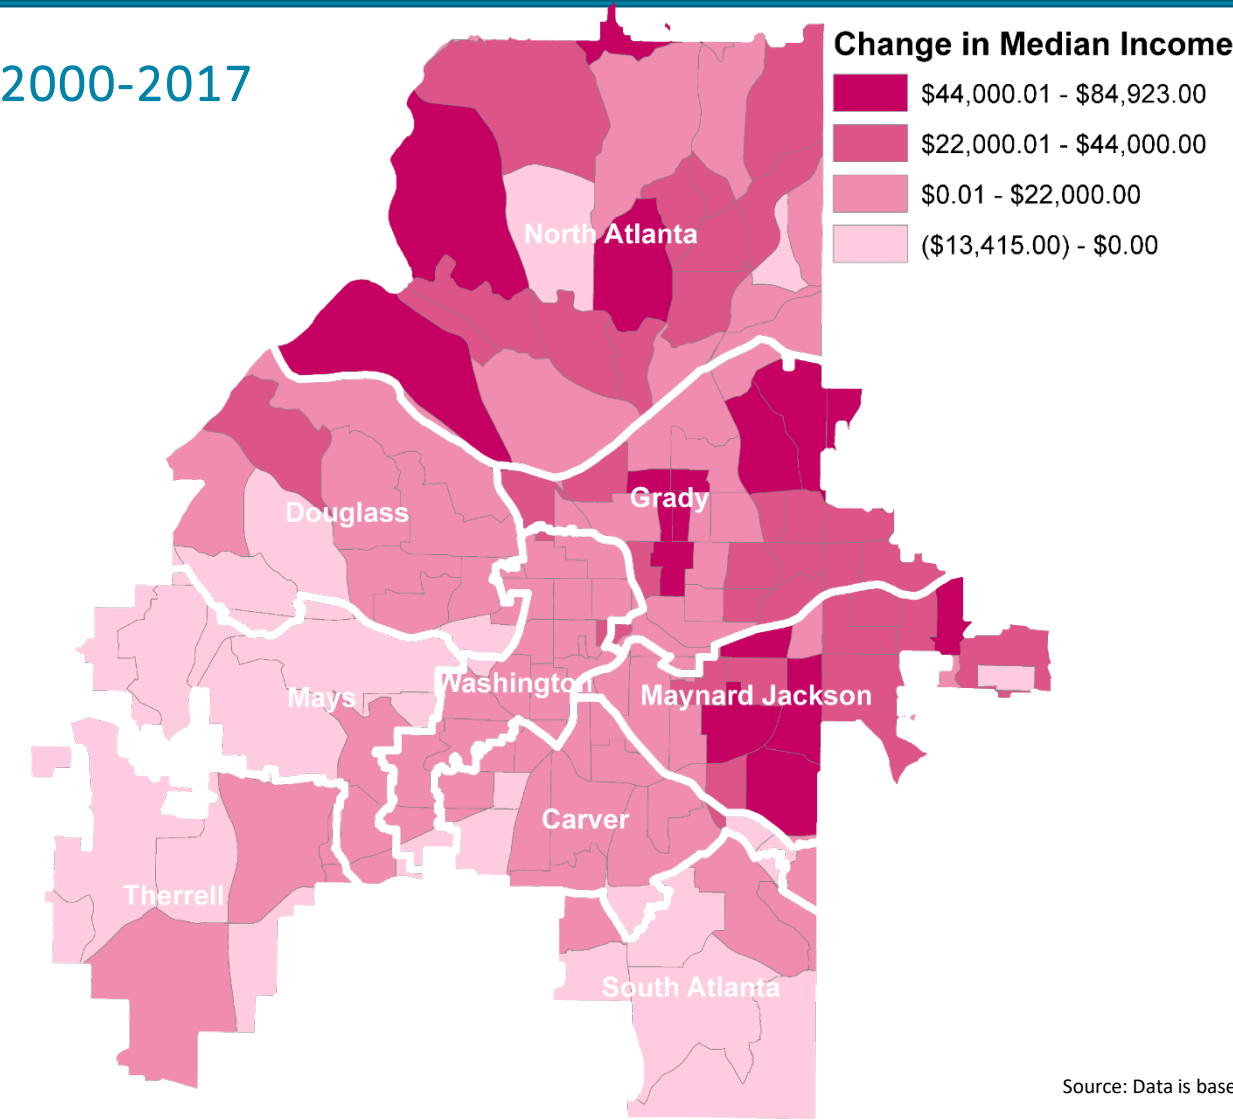 2000-2017
Change in Median Income
$44,000.01 - $84,923.00
$22,000.01 - $44,000.00
$0.01 - $22,000.00
($13,415.00) - $0.00
North Atlanta
Grady
Douglass
Washington
Maynard Jackson
Mays
Carver
Therrell
South Atlanta
Source: Data is base